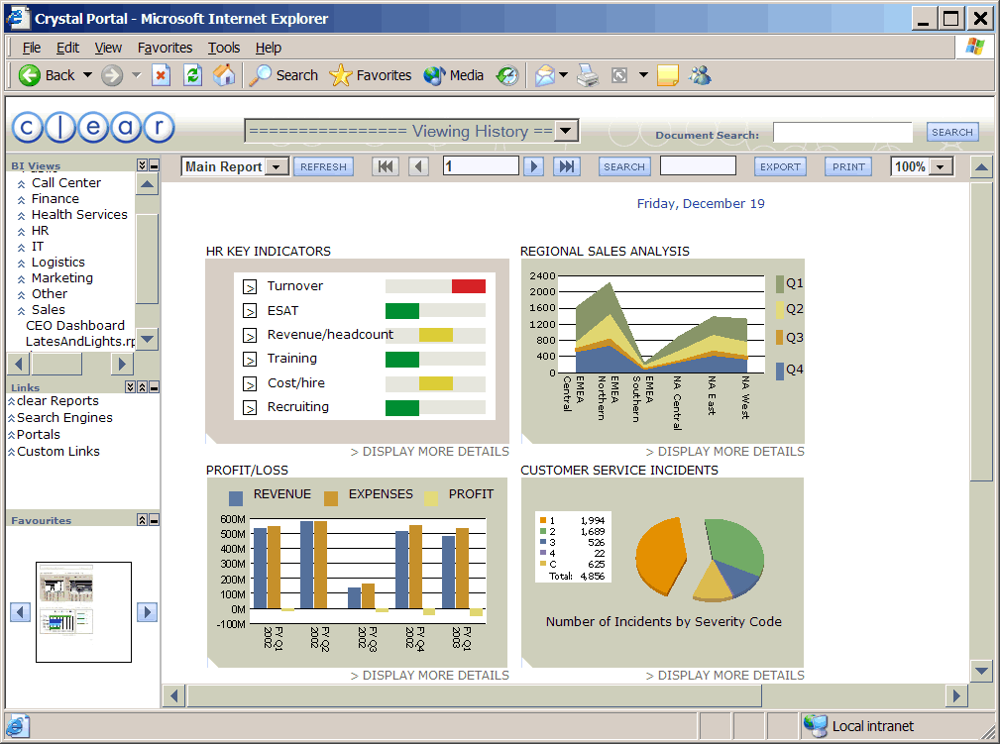 Crystal Portal - Microsoft Internet Explorer
File Edit View Favorites Tools Help
Back Search Favorites Media
clear
=============== Viewing History ==
Document Search: SEARCH
BI Views
Call Center
Finance
Health Services
HR
IT
Logistics
Marketing
Other
Sales
CEO Dashboard
LatesAndLights.rp
Links
clear Reports
Search Engines
Portals
Custom Links
Favourites
Main Report REFRESH 1 SEARCH EXPORT PRINT 100%
Friday, December 19
HR KEY INDICATORS
> Turnover
> ESAT
> Revenue/headcount
> Training
> Cost/hire
> Recruiting
> DISPLAY MORE DETAILS
REGIONAL SALES ANALYSIS
2400
2000
1600
1200
800
400
0
EMEA Central
EMEA Northern
EMEA Southern
NA Central
NA East
NA West
Q1
Q2
Q3
Q4
> DISPLAY MORE DETAILS
PROFIT/LOSS
REVENUE EXPENSES PROFIT
600M
500M
400M
300M
200M
100M
0M
-100M
FY Q1 2002
FY Q2 2002
FY Q3 2002
FY Q4 2002
FY Q1 2003
> DISPLAY MORE DETAILS
CUSTOMER SERVICE INCIDENTS
1 1,994
2 1,689
3 526
4 22
C 625
Total: 4,856
Number of Incidents by Severity Code
> DISPLAY MORE DETAILS
Local intranet